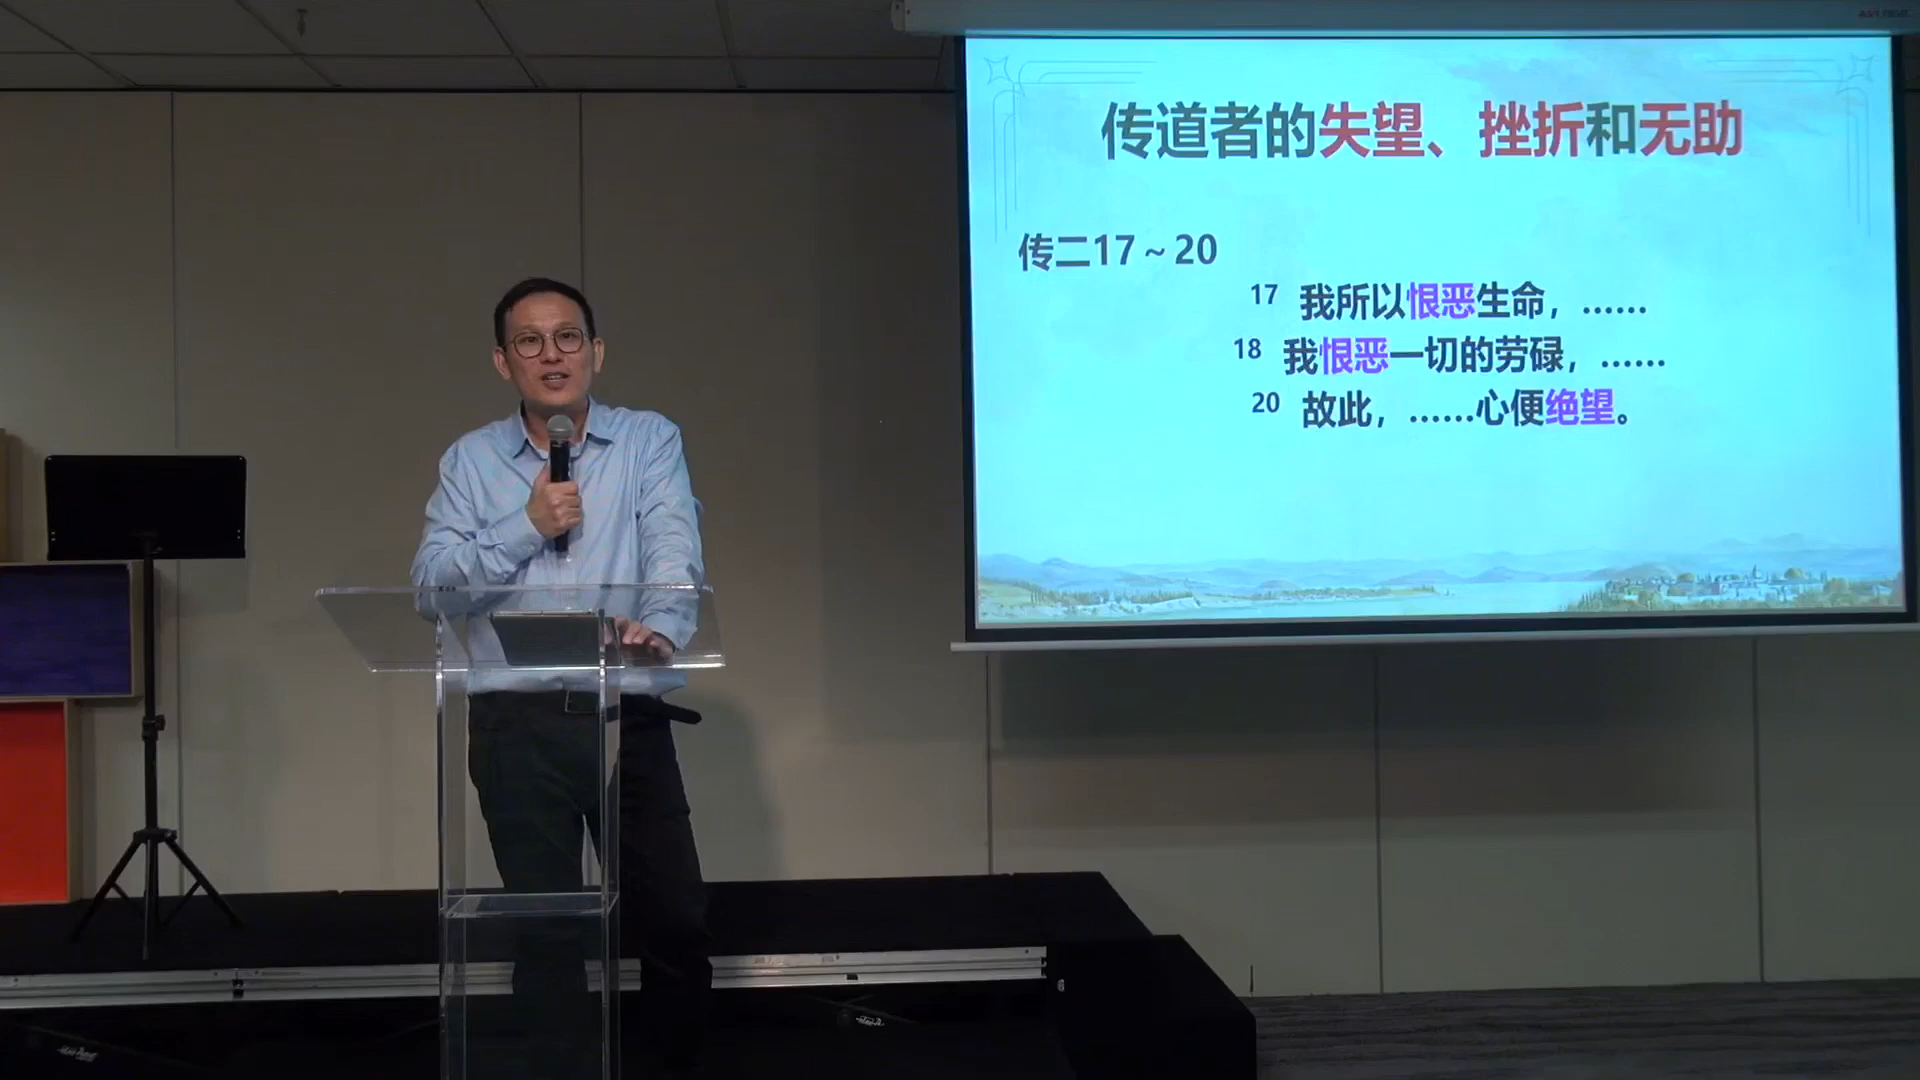 传道者的失望、挫折和无助
传二17～20
17 我所以恨恶生命，……
18 我恨恶一切的劳碌，……
20 故此，……心便绝望。